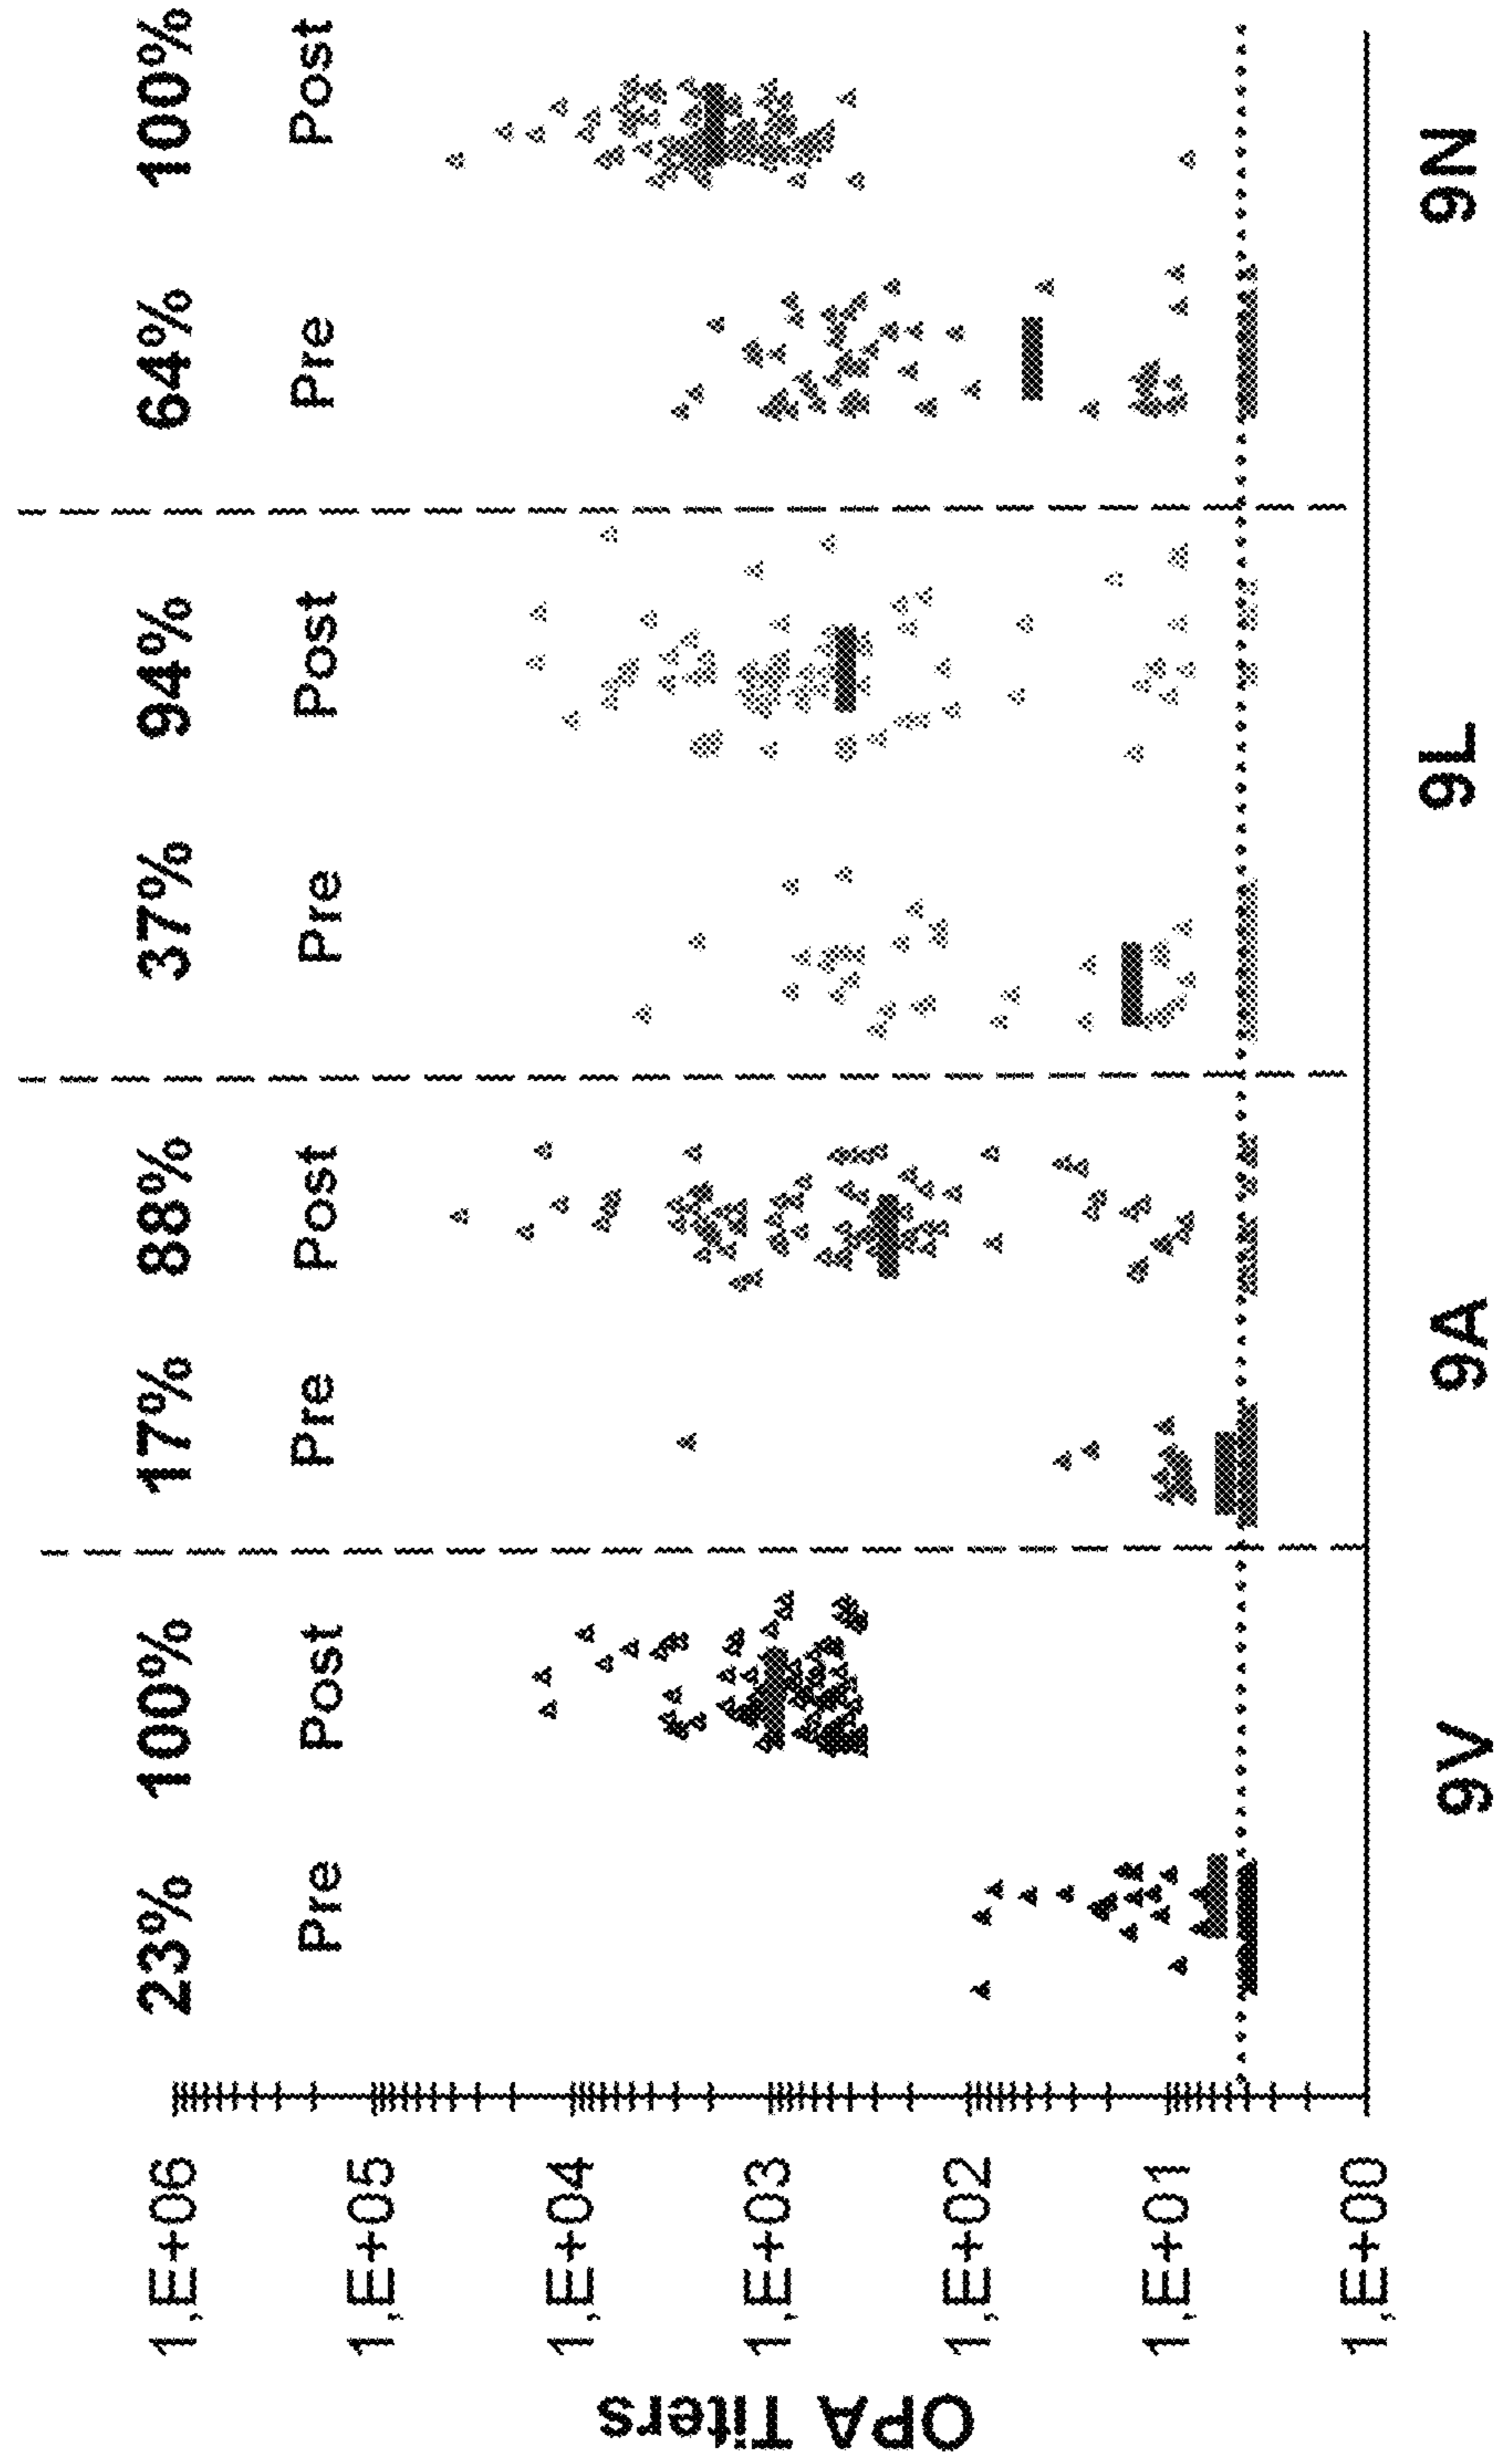 23% 100% 17% 88% 37% 94% 64% 100%
Pre Post Pre Post Pre Post Pre Post
OPA Titers
1,E+06
1,E+05
1,E+04
1,E+03
1,E+02
1,E+01
1,E+00
9V 9A 9L 9N